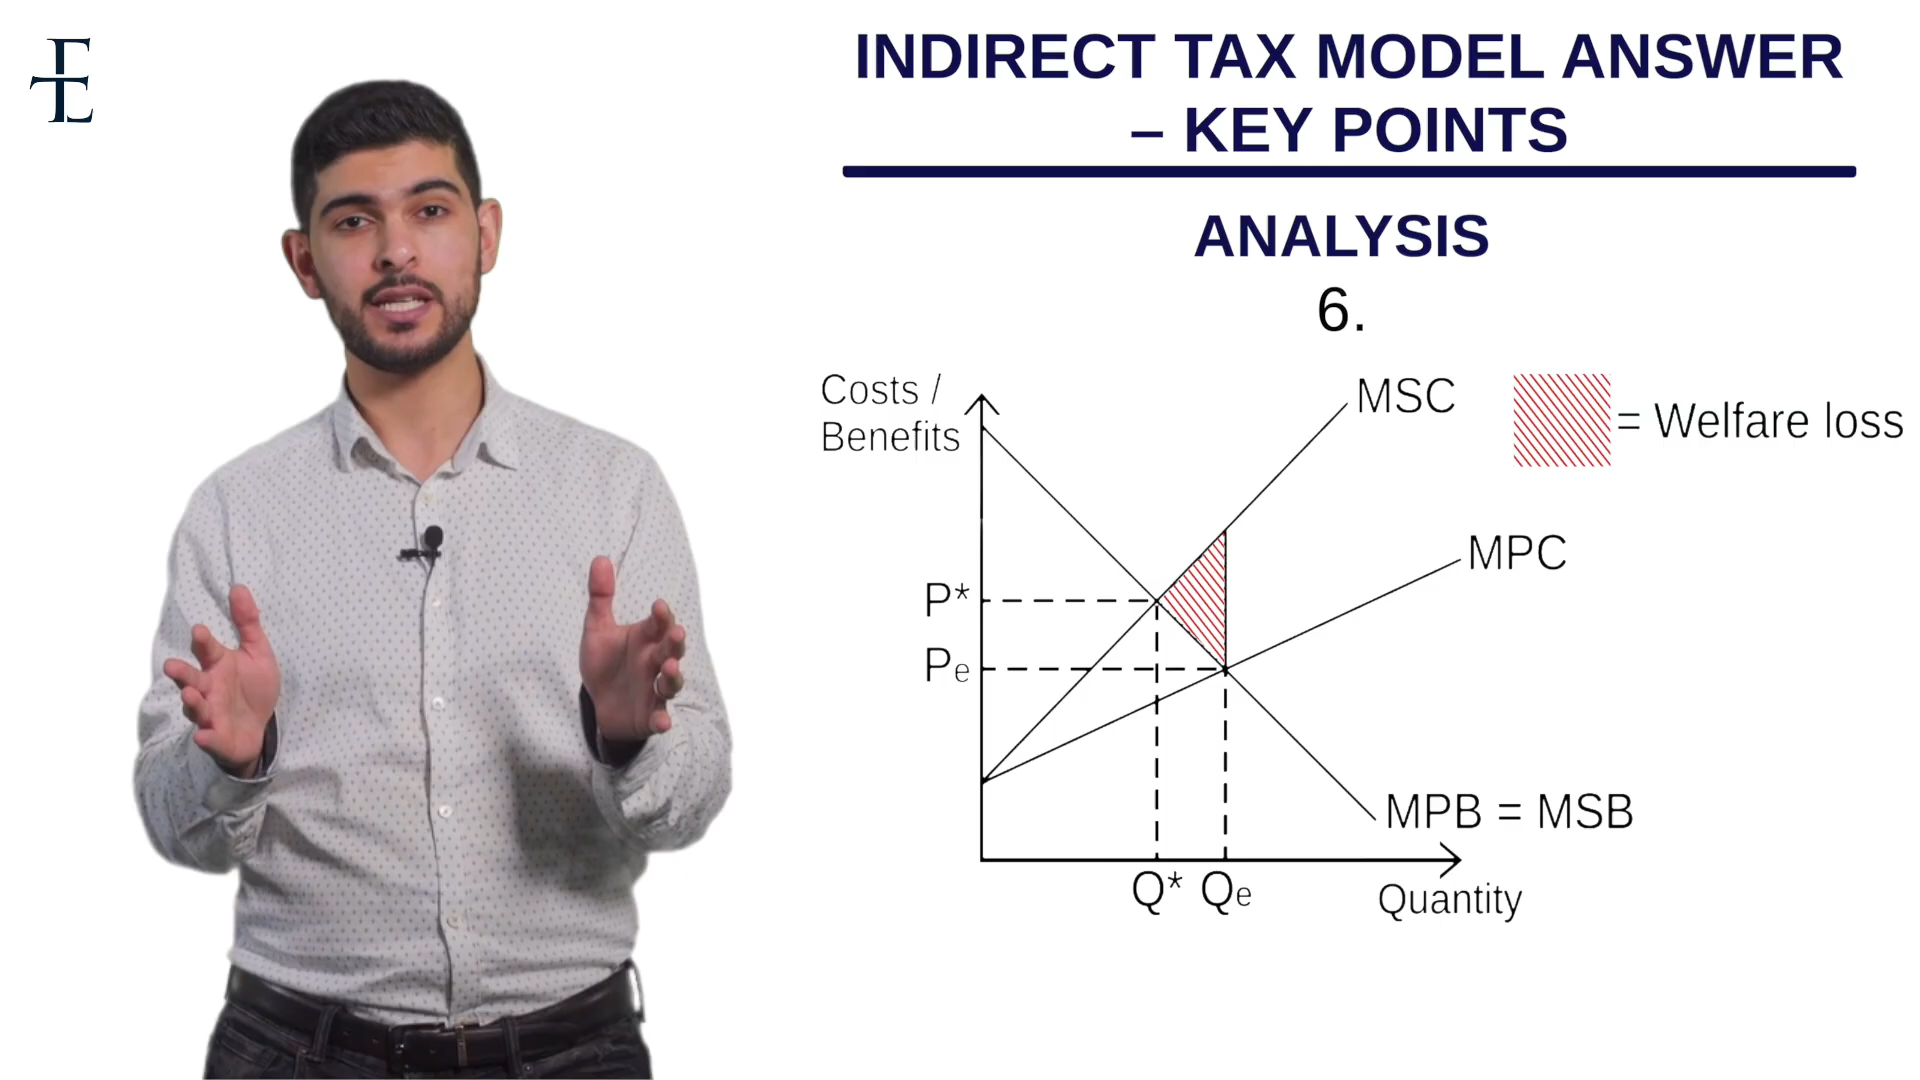 INDIRECT TAX MODEL ANSWER
– KEY POINTS
ANALYSIS
6.
Costs /
Benefits
MSC
= Welfare loss
MPC
P*
Pe
MPB = MSB
Q* Qe
Quantity